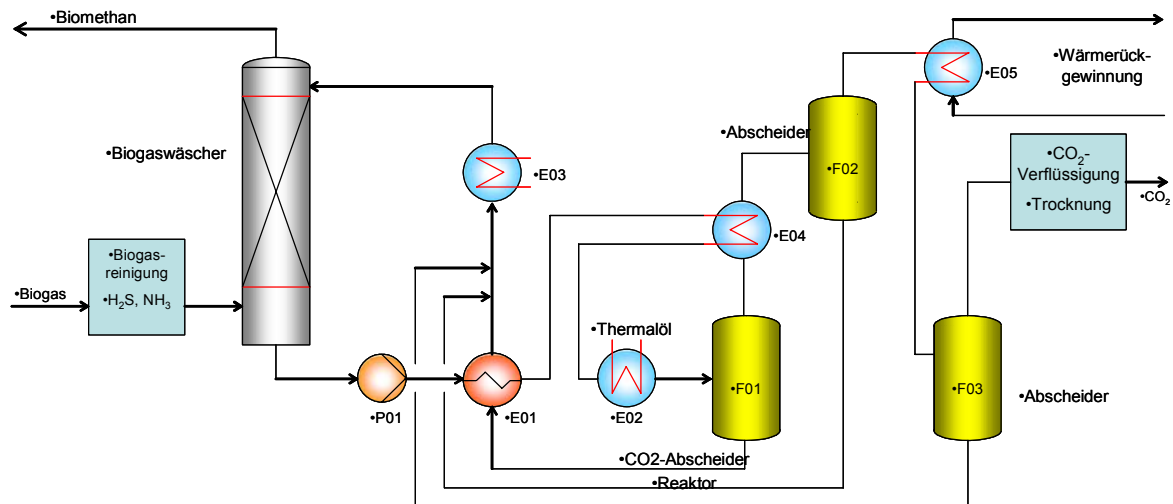 •Biomethan
•Biogaswäscher
•Biogas-
reinigung
•H₂S, NH₃
•Biogas
•P01
•E01
•E03
•Thermalöl
•E02
•E04
•F01
•CO2-Abscheider
•Reaktor
•Abscheider
•F02
•E05
•Wärmerück-
gewinnung
•CO₂-
Verflüssigung
•Trocknung
•CO₂
•F03
•Abscheider